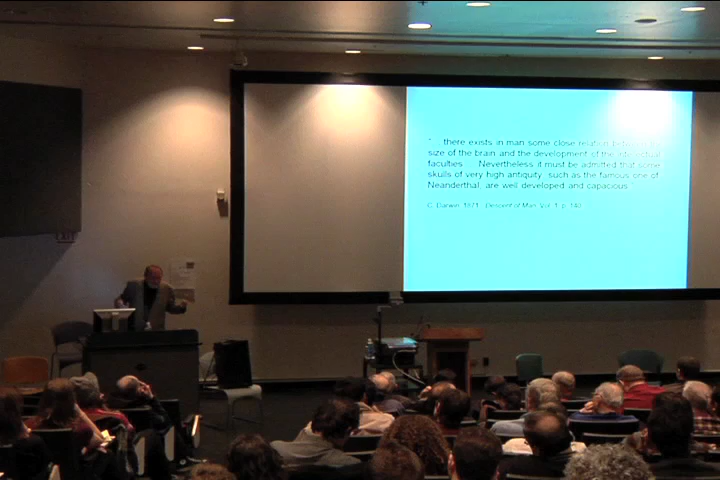 "... there exists in man some close relation between the
size of the brain and the development of the intellectual
faculties ... Nevertheless it must be admitted that some
skulls of very high antiquity, such as the famous one of
Neanderthal, are well developed and capacious."
C. Darwin, 1871. Descent of Man, Vol. 1, p. 140
EXIT